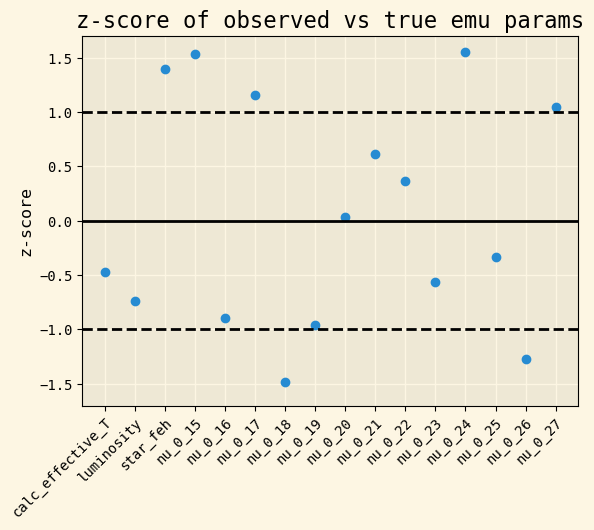 z-score of observed vs true emu params
z-score
1.5
1.0
0.5
0.0
−0.5
−1.0
−1.5
calc_effective_T
luminosity
star_feh
nu_0_15
nu_0_16
nu_0_17
nu_0_18
nu_0_19
nu_0_20
nu_0_21
nu_0_22
nu_0_23
nu_0_24
nu_0_25
nu_0_26
nu_0_27